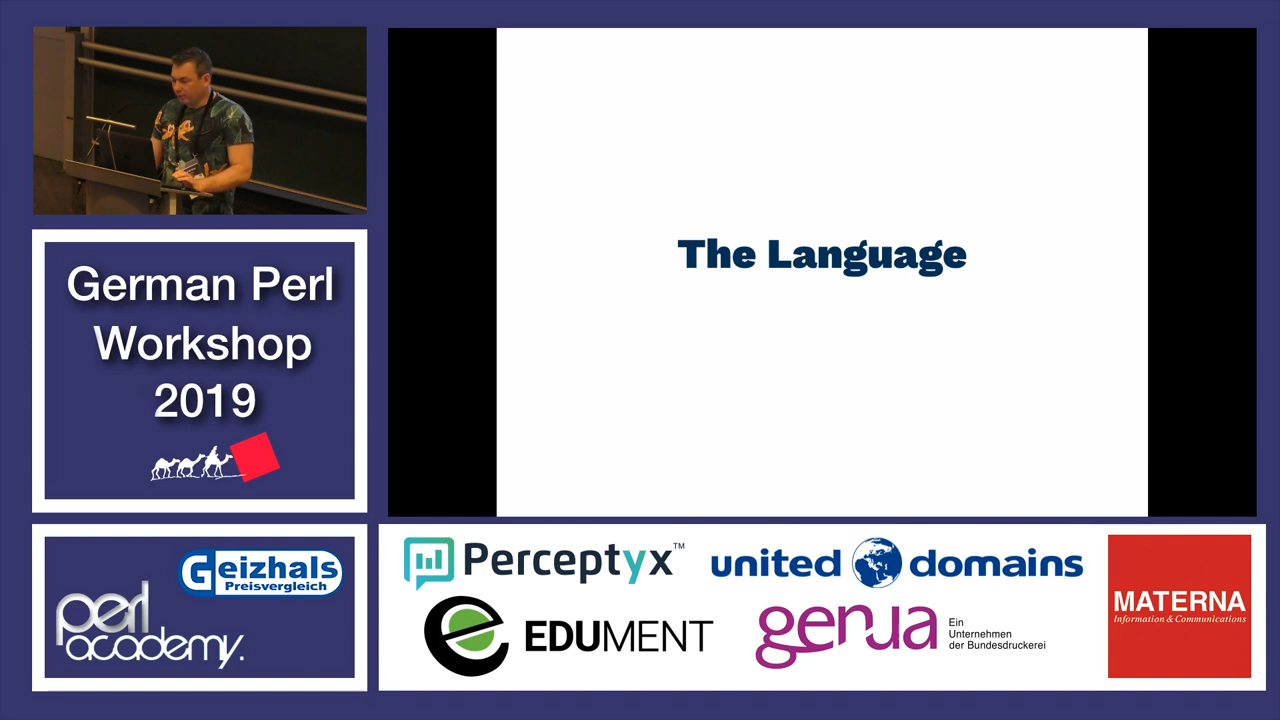 The Language
German Perl
Workshop
2019
Geizhals
Preisvergleich
perl
academy.
Perceptyx™
united domains
EDUMENT
genua
Ein
Unternehmen
der Bundesdruckerei
MATERNA
Information & Communications